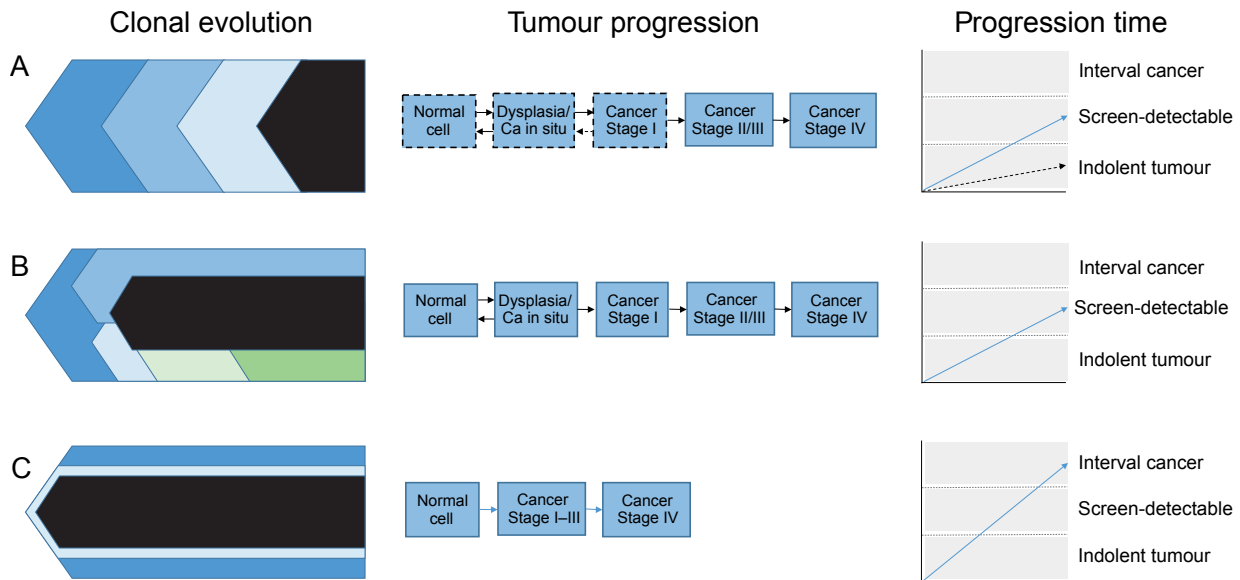 Clonal evolution
Tumour progression
Progression time
A
Normal
cell
Dysplasia/
Ca in situ
Cancer
Stage I
Cancer
Stage II/III
Cancer
Stage IV
Interval cancer
Screen-detectable
Indolent tumour
B
Normal
cell
Dysplasia/
Ca in situ
Cancer
Stage I
Cancer
Stage II/III
Cancer
Stage IV
Interval cancer
Screen-detectable
Indolent tumour
C
Normal
cell
Cancer
Stage I–III
Cancer
Stage IV
Interval cancer
Screen-detectable
Indolent tumour